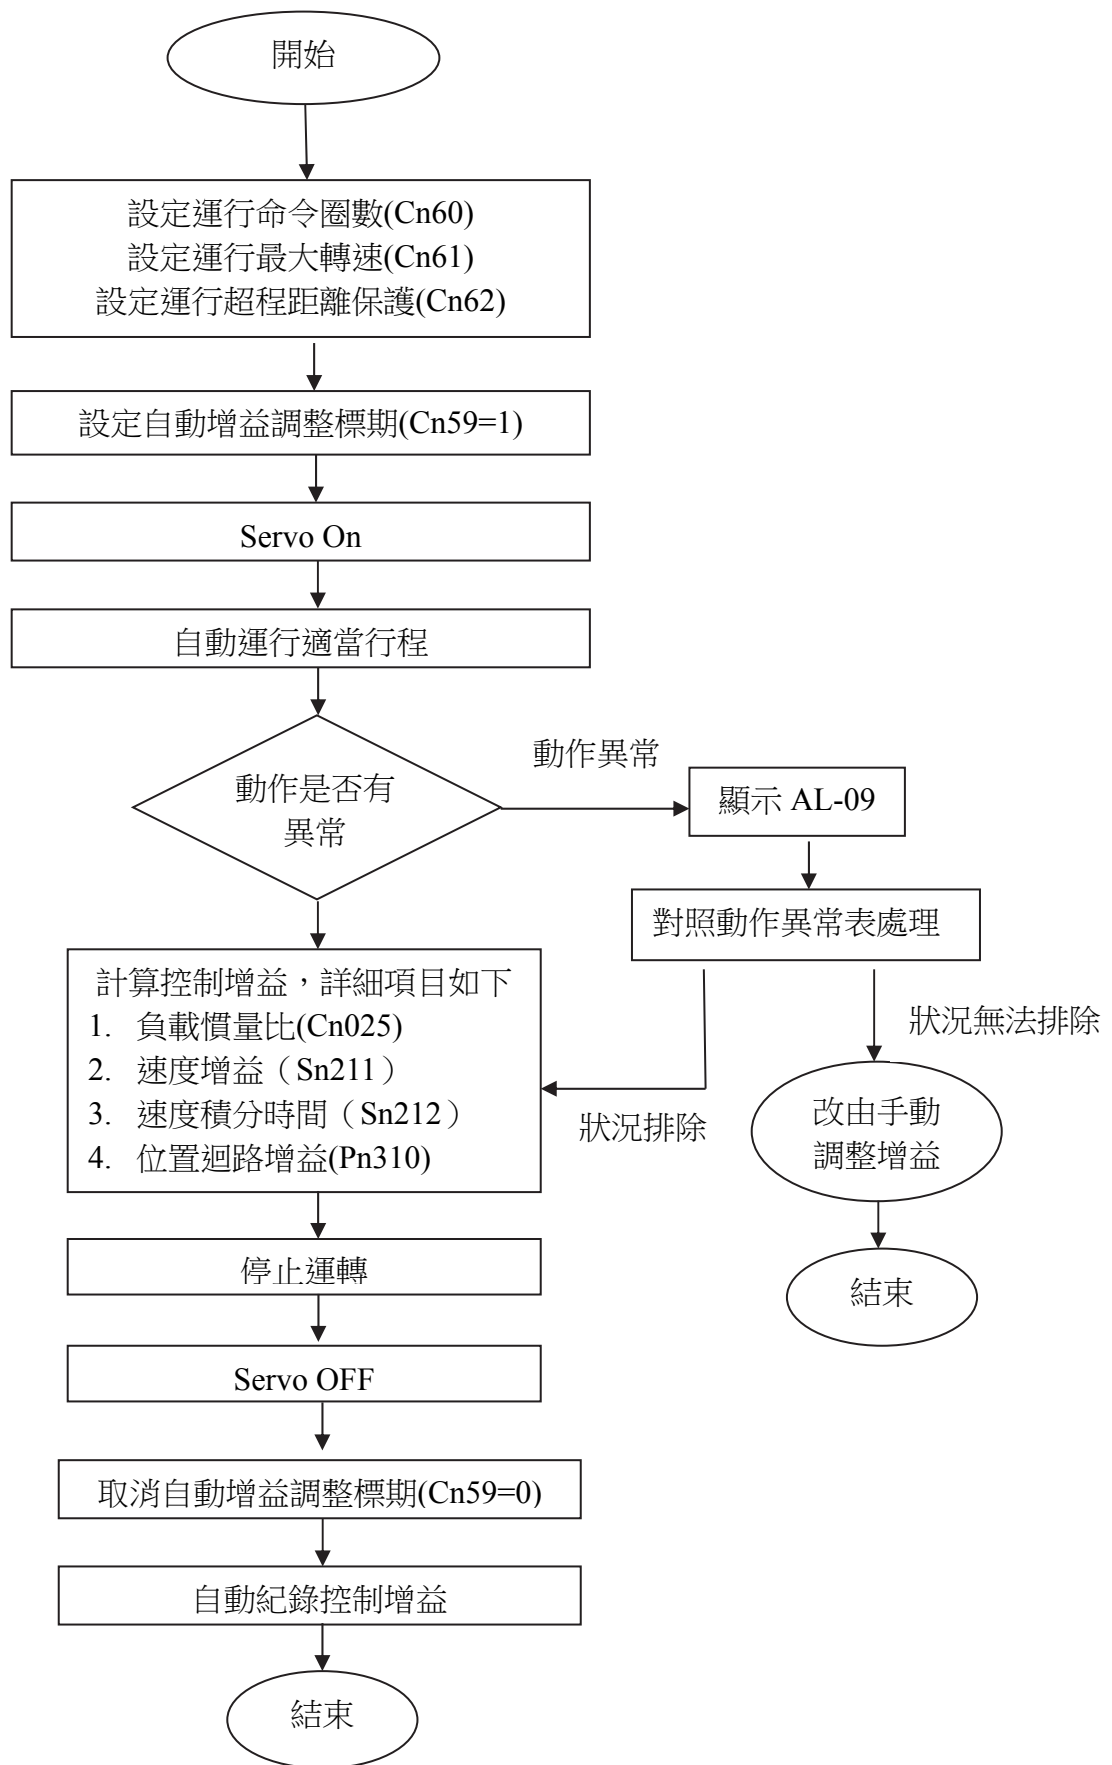 開始
設定運行命令圈數(Cn60)
設定運行最大轉速(Cn61)
設定運行超程距離保護(Cn62)
設定自動增益調整標期(Cn59=1)
Servo On
自動運行適當行程
動作是否有
異常
動作異常
顯示 AL-09
對照動作異常表處理
計算控制增益，詳細項目如下
1. 負載慣量比(Cn025)
2. 速度增益（Sn211）
3. 速度積分時間（Sn212）
4. 位置迴路增益(Pn310)
狀況排除
狀況無法排除
改由手動
調整增益
結束
停止運轉
Servo OFF
取消自動增益調整標期(Cn59=0)
自動紀錄控制增益
結束